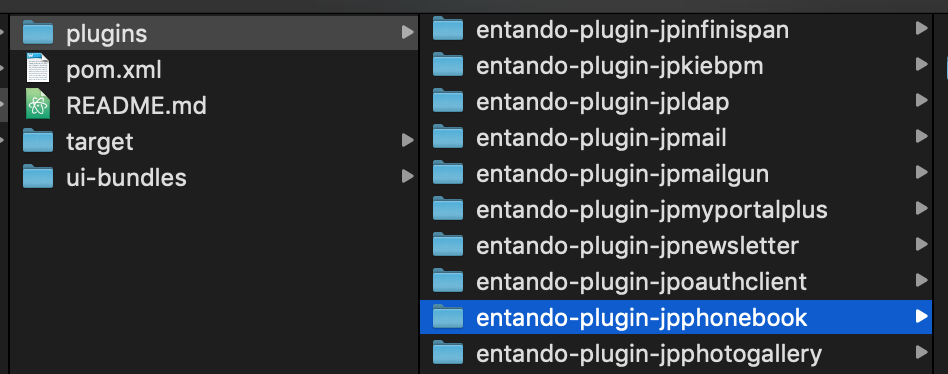 plugins
pom.xml
README.md
target
ui-bundles
entando-plugin-jpinfinispan
entando-plugin-jpkiebpm
entando-plugin-jpldap
entando-plugin-jpmail
entando-plugin-jpmailgun
entando-plugin-jpmyportalplus
entando-plugin-jpnewsletter
entando-plugin-jpoauthclient
entando-plugin-jpphonebook
entando-plugin-jpphotogallery